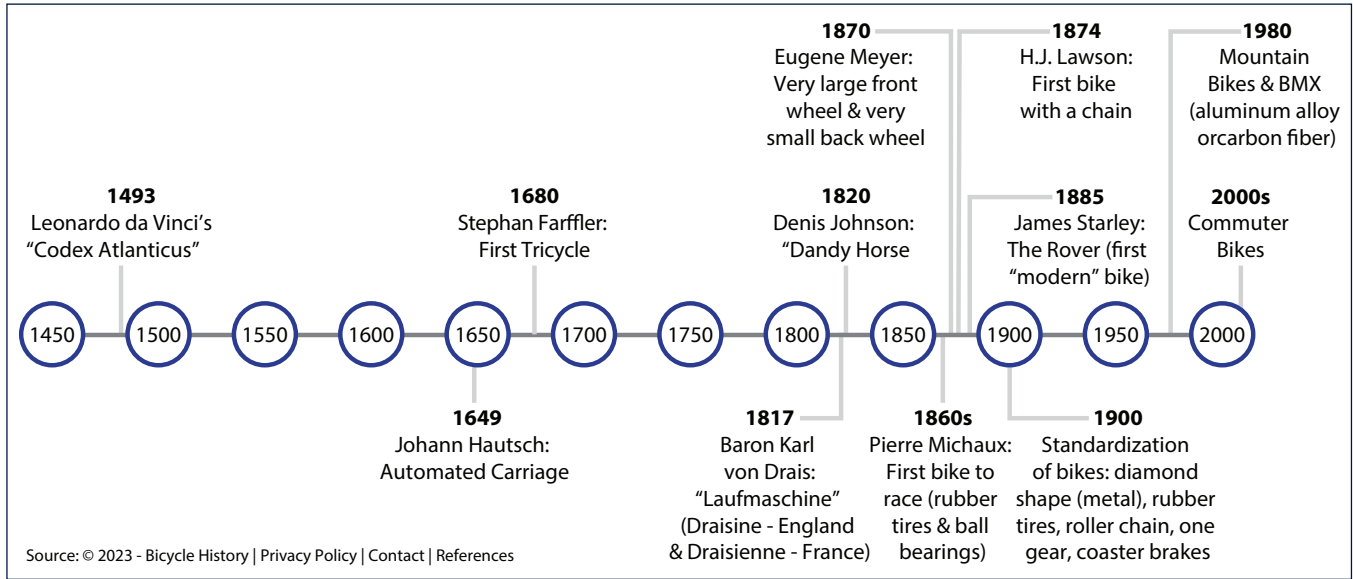 1870
Eugene Meyer:
Very large front
wheel & very
small back wheel
1874
H.J. Lawson:
First bike
with a chain
1980
Mountain
Bikes & BMX
(aluminum alloy
orcarbon fiber)
1493
Leonardo da Vinci’s
“Codex Atlanticus”
1680
Stephan Farffler:
First Tricycle
1820
Denis Johnson:
“Dandy Horse
1885
James Starley:
The Rover (first
“modern” bike)
2000s
Commuter
Bikes
1450 1500 1550 1600 1650 1700 1750 1800 1850 1900 1950 2000
1649
Johann Hautsch:
Automated Carriage
1817
Baron Karl
von Drais:
“Laufmaschine”
(Draisine - England
& Draisienne - France)
1860s
Pierre Michaux:
First bike to
race (rubber
tires & ball
bearings)
1900
Standardization
of bikes: diamond
shape (metal), rubber
tires, roller chain, one
gear, coaster brakes
Source: © 2023 - Bicycle History | Privacy Policy | Contact | References